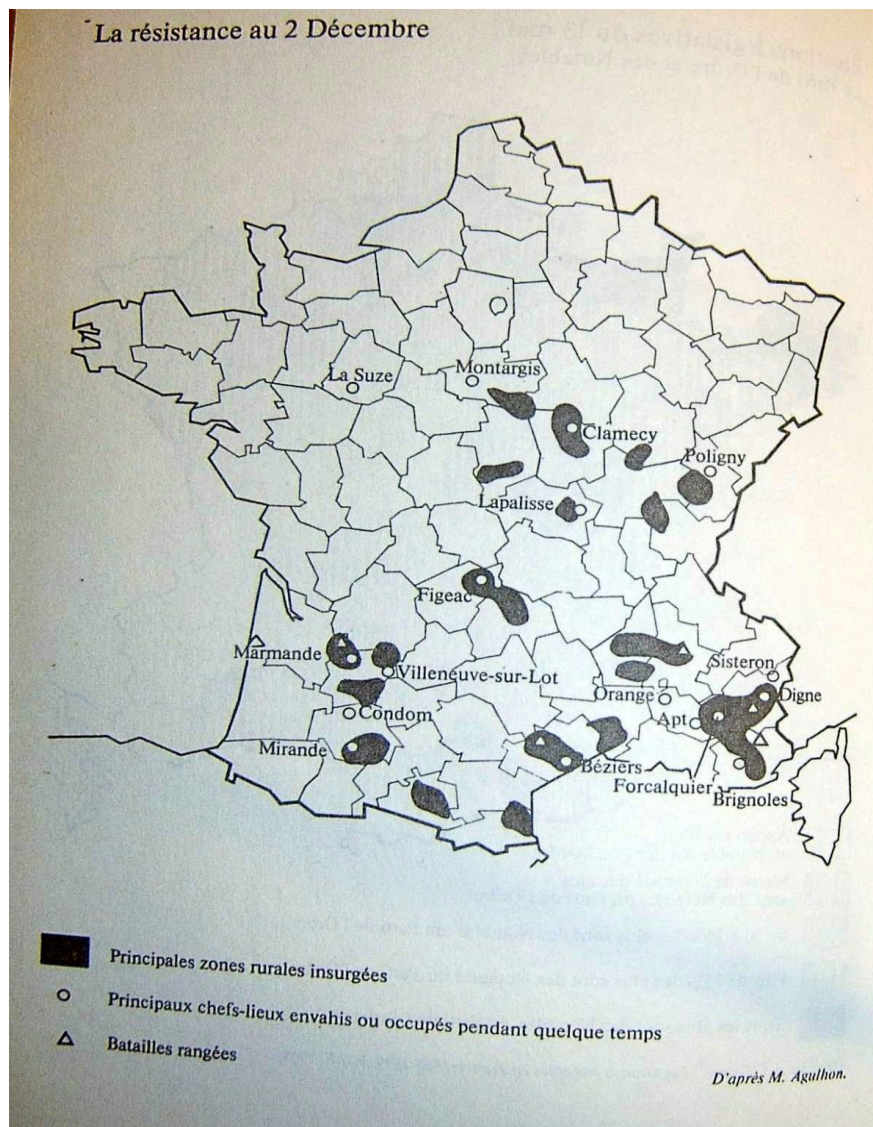 La résistance au 2 Décembre
La Suze
Montargis
Clamecy
Poligny
Lapalisse
Figeac
Marmande
Villeneuve-sur-Lot
Sisteron
Orange
Digne
Condom
Apt
Mirande
Béziers
Forcalquier
Brignoles
Principales zones rurales insurgées
Principaux chefs-lieux envahis ou occupés pendant quelque temps
Batailles rangées
D'après M. Agulhon.